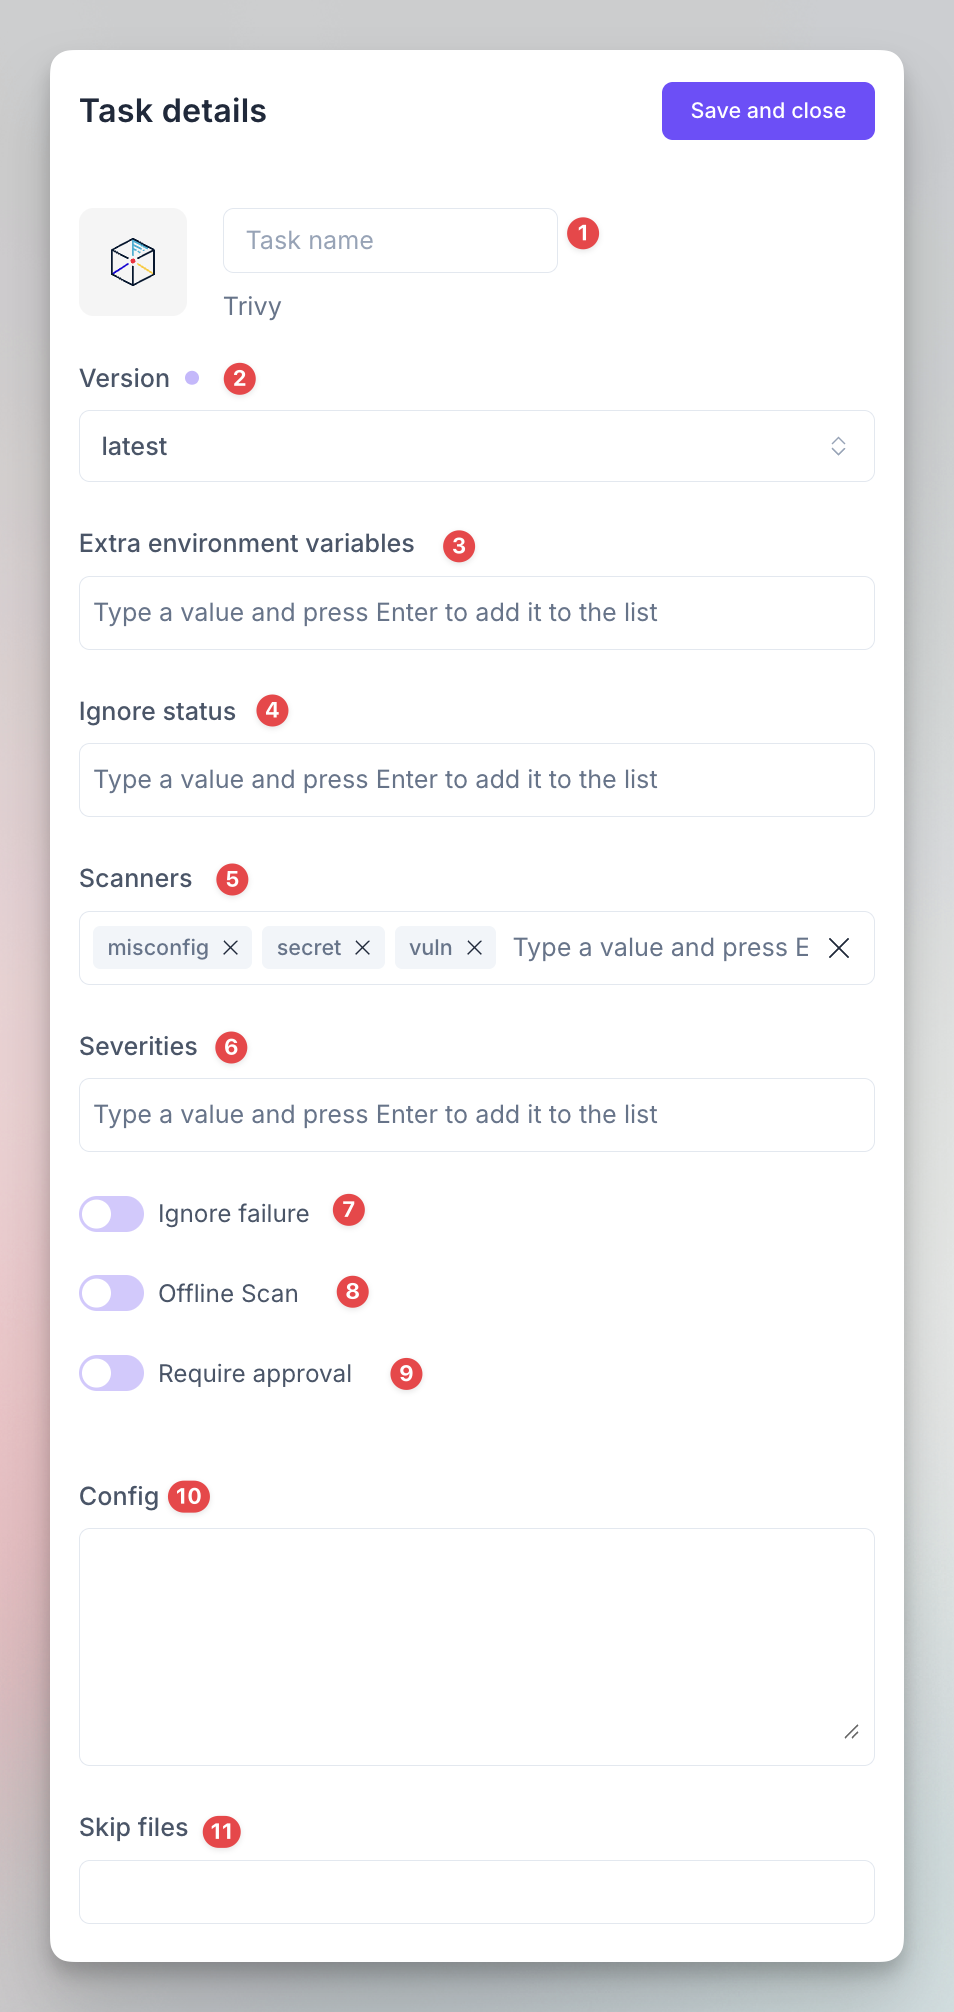 Task details
Save and close
Task name 1
Trivy
Version 2
latest
Extra environment variables 3
Type a value and press Enter to add it to the list
Ignore status 4
Type a value and press Enter to add it to the list
Scanners 5
misconfig secret vuln Type a value and press E
Severities 6
Type a value and press Enter to add it to the list
Ignore failure 7
Offline Scan 8
Require approval 9
Config 10
Skip files 11